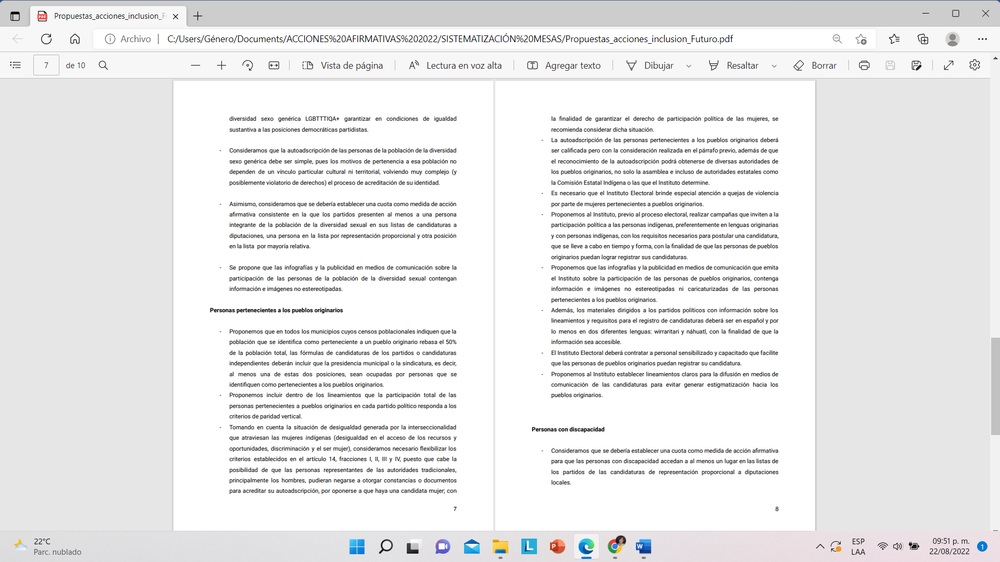 Propuestas_acciones_inclusion_F
Archivo
C:/Users/Género/Documents/ACCIONES%20AFIRMATIVAS%202022/SISTEMATIZACIÓN%20MESAS/Propuestas_acciones_inclusion_Futuro.pdf
7 de 10
Vista de página
Lectura en voz alta
Agregar texto
Dibujar
Resaltar
Borrar
diversidad sexo genérica LGBTTTIQA+ garantizar en condiciones de igualdad
sustantiva a las posiciones democráticas partidistas.
- Consideramos que la autoadscripción de las personas de la población de la diversidad
sexo genérica debe ser simple, pues los motivos de pertenencia a esa población no
dependen de un vínculo particular cultural ni territorial, volviendo muy complejo (y
posiblemente violatorio de derechos) el proceso de acreditación de su identidad.
- Asimismo, consideramos que se debería establecer una cuota como medida de acción
afirmativa consistente en la que los partidos presenten al menos a una persona
integrante de la población de la diversidad sexual en sus listas de candidaturas a
diputaciones, una persona en la lista por representación proporcional y otra posición
en la lista por mayoría relativa.
- Se propone que las infografías y la publicidad en medios de comunicación sobre la
participación de las personas de la población de la diversidad sexual contengan
información e imágenes no estereotipadas.
Personas pertenecientes a los pueblos originarios
- Proponemos que en todos los municipios cuyos censos poblacionales indiquen que la
población que se identifica como perteneciente a un pueblo originario rebasa el 50%
de la población total, las fórmulas de candidaturas de los partidos o candidaturas
independientes deberán incluir que la presidencia municipal o la sindicatura, es decir,
al menos una de estas dos posiciones, sean ocupadas por personas que se
identifiquen como pertenecientes a los pueblos originarios.
- Proponemos incluir dentro de los lineamientos que la participación total de las
personas pertenecientes a pueblos originarios en cada partido político responda a los
criterios de paridad vertical.
- Tomando en cuenta la situación de desigualdad generada por la interseccionalidad
que atraviesan las mujeres indígenas (desigualdad en el acceso de los recursos y
oportunidades, discriminación y el ser mujer), consideramos necesario flexibilizar los
criterios establecidos en el artículo 14, fracciones I, II, III y IV, puesto que cabe la
posibilidad de que las personas representantes de las autoridades tradicionales,
principalmente los hombres, pudieran negarse a otorgar constancias o documentos
para acreditar su autoadscripción, por oponerse a que haya una candidata mujer; con
7
la finalidad de garantizar el derecho de participación política de las mujeres, se
recomienda considerar dicha situación.
- La autoadscripción de las personas pertenecientes a los pueblos originarios deberá
ser calificada pero con la consideración realizada en el párrafo previo, además de que
el reconocimiento de la autoadscripción podrá obtenerse de diversas autoridades de
los pueblos originarios, no solo la asamblea e incluso de autoridades estatales como
la Comisión Estatal Indígena o las que el Instituto determine.
- Es necesario que el Instituto Electoral brinde especial atención a quejas de violencia
por parte de mujeres pertenecientes a pueblos originarios.
- Proponemos al Instituto, previo al proceso electoral, realizar campañas que inviten a la
participación política a las personas indígenas, preferentemente en lenguas originarias
y con personas indígenas, con los requisitos necesarios para postular una candidatura,
que se lleve a cabo en tiempo y forma, con la finalidad de que las personas de pueblos
originarios puedan lograr registrar sus candidaturas.
- Proponemos que las infografías y la publicidad en medios de comunicación que emita
el Instituto sobre la participación de las personas de pueblos originarios, contenga
información e imágenes no estereotipadas ni caricaturizadas de las personas
pertenecientes a los pueblos originarios.
- Además, los materiales dirigidos a los partidos políticos con información sobre los
lineamientos y requisitos para el registro de candidaturas deberá ser en español y por
lo menos en dos diferentes lenguas: wirraritari y náhuatl, con la finalidad de que la
información sea accesible.
- El Instituto Electoral deberá contratar a personal sensibilizado y capacitado que facilite
que las personas de pueblos originarios puedan registrar su candidatura.
- Proponemos al Instituto establecer lineamientos claros para la difusión en medios de
comunicación de las candidaturas para evitar generar estigmatización hacia los
pueblos originarios.
Personas con discapacidad
- Consideramos que se debería establecer una cuota como medida de acción afirmativa
para que las personas con discapacidad accedan a al menos un lugar en las listas de
los partidos de las candidaturas de representación proporcional a diputaciones
locales.
8
22°C
Parc. nublado
ESP
LAA
09:51 p. m.
22/08/2022
1